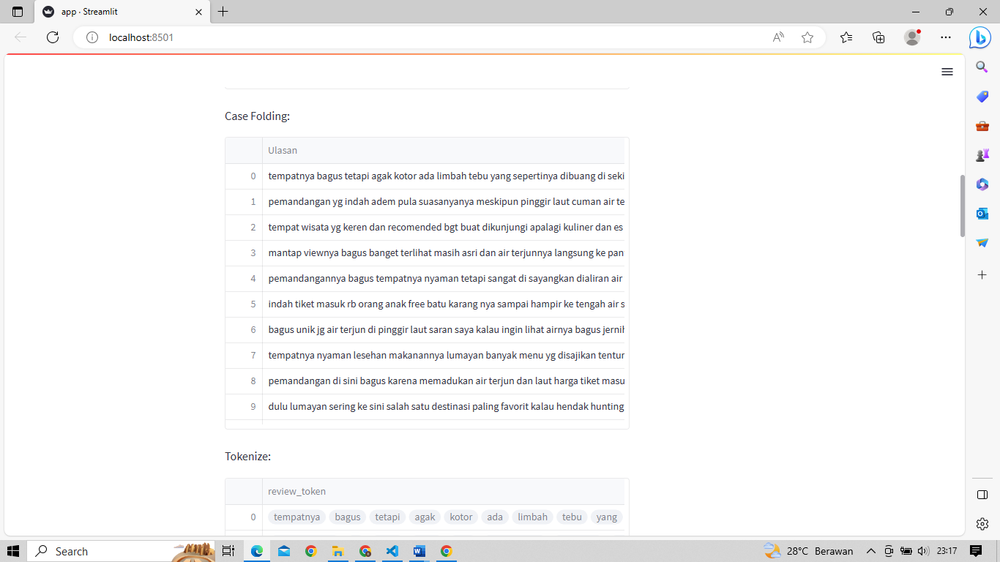 app · Streamlit
localhost:8501
Case Folding:
Ulasan
0 tempatnya bagus tetapi agak kotor ada limbah tebu yang sepertinya dibuang di seki
1 pemandangan yg indah adem pula suasanyanya meskipun pinggir laut cuman air te
2 tempat wisata yg keren dan recomended bgt buat dikunjungi apalagi kuliner dan es
3 mantap viewnya bagus banget terlihat masih asri dan air terjunnya langsung ke pan
4 pemandangannya bagus tempatnya nyaman tetapi sangat di sayangkan dialiran air
5 indah tiket masuk rb orang anak free batu karang nya sampai hampir ke tengah air s
6 bagus unik jg air terjun di pinggir laut saran saya kalau ingin lihat airnya bagus jernih
7 tempatnya nyaman lesehan makanannya lumayan banyak menu yg disajikan tentun
8 pemandangan di sini bagus karena memadukan air terjun dan laut harga tiket masu
9 dulu lumayan sering ke sini salah satu destinasi paling favorit kalau hendak hunting
Tokenize:
review_token
0 tempatnya bagus tetapi agak kotor ada limbah tebu yang
Search
28°C Berawan
23:17